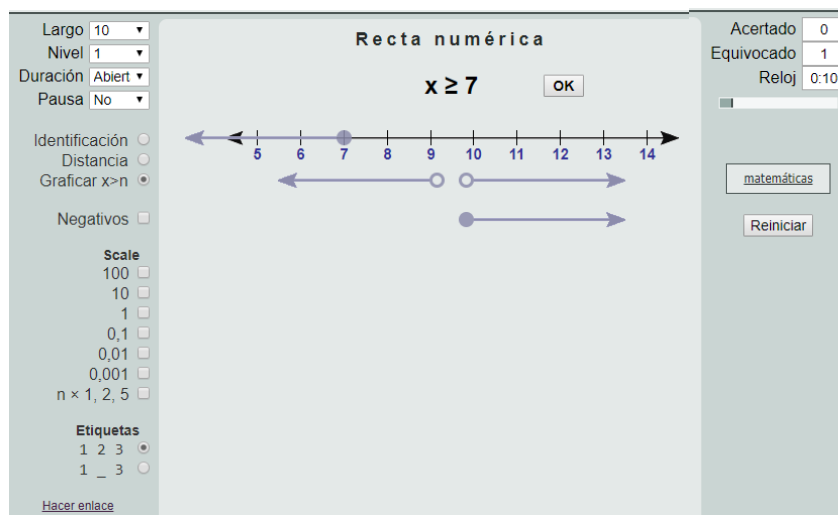 Largo 10
Nivel 1
Duración Abiert
Pausa No
Identificación
Distancia
Graficar x>n
Negativos
Scale
100
10
1
0,1
0,01
0,001
n × 1, 2, 5
Etiquetas
1 2 3
1 _ 3
Hacer enlace
Recta numérica
x ≥ 7 OK
5 6 7 8 9 10 11 12 13 14
Acertado 0
Equivocado 1
Reloj 0:10
matemáticas
Reiniciar